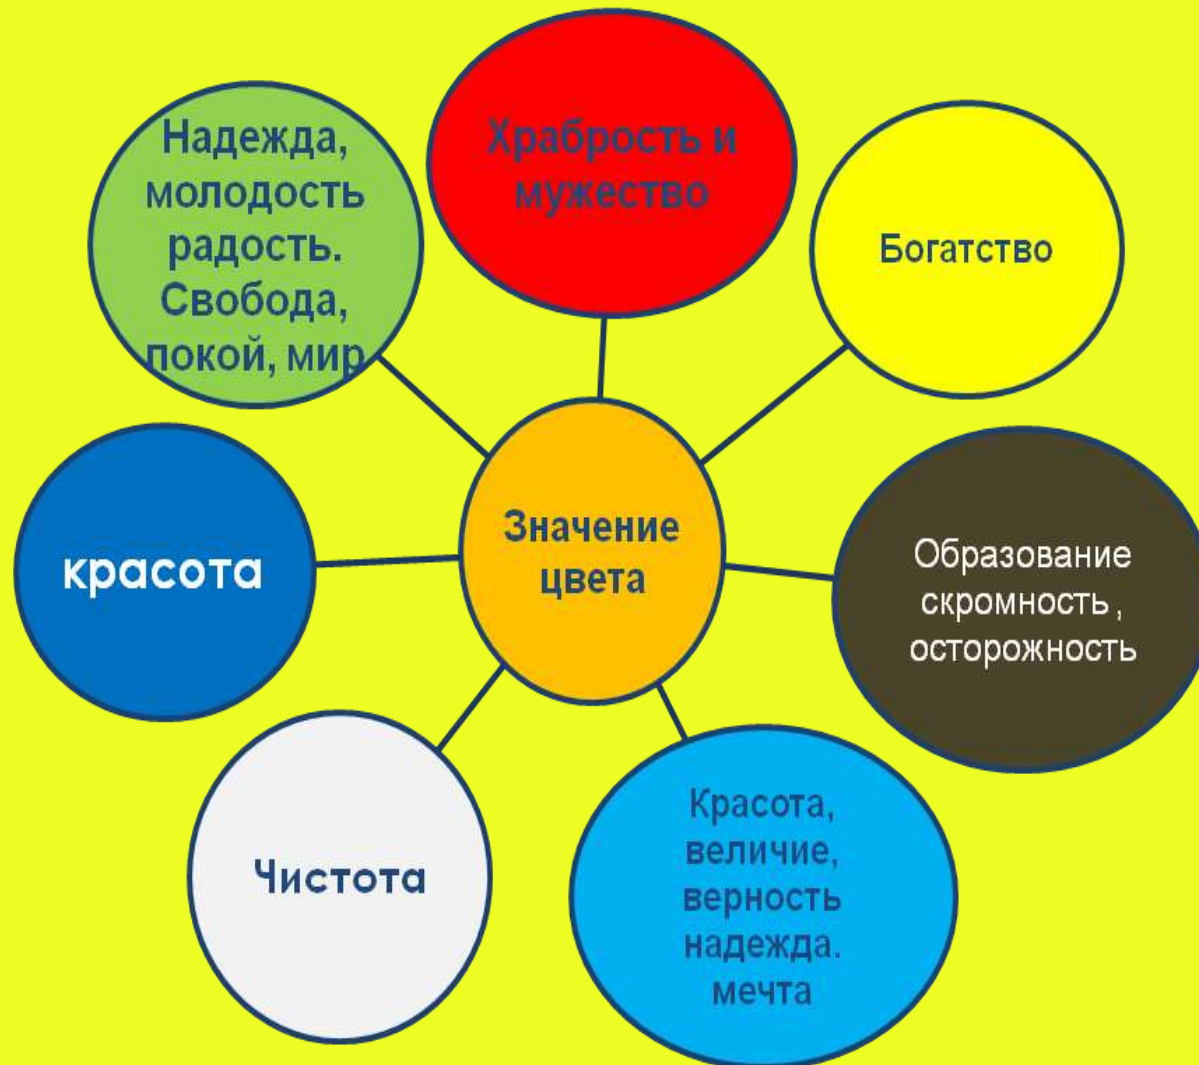 Надежда,
молодость
радость.
Свобода,
покой, мир
Храбрость и
мужество
Богатство
красота
Значение
цвета
Образование
скромность ,
осторожность
Чистота
Красота,
величие,
верность
надежда.
мечта